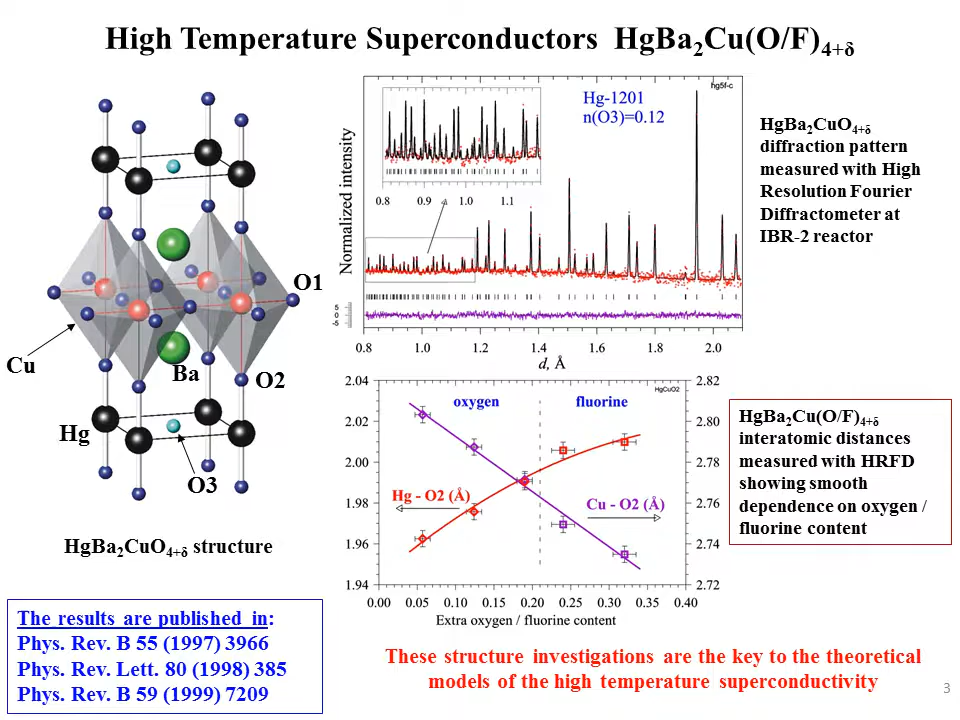 High Temperature Superconductors HgBa₂Cu(O/F)₄₊δ
O1
Cu
Ba
O2
Hg
O3
HgBa₂CuO₄₊δ structure
hg5f-c
Hg-1201
n(O3)=0.12
0.8 0.9 1.0 1.1
Normalized intensity
5
0
-5
0.8 1.0 1.2 1.4 1.6 1.8 2.0
d, Å
HgBa₂CuO₄₊δ
diffraction pattern
measured with High
Resolution Fourier
Diffractometer at
IBR-2 reactor
HgCuO2
oxygen fluorine
Hg - O2 (Å)
Cu - O2 (Å)
2.04
2.02
2.00
1.98
1.96
1.94
2.82
2.80
2.78
2.76
2.74
2.72
0.00 0.05 0.10 0.15 0.20 0.25 0.30 0.35 0.40
Extra oxygen / fluorine content
HgBa₂Cu(O/F)₄₊δ
interatomic distances
measured with HRFD
showing smooth
dependence on oxygen /
fluorine content
The results are published in:
Phys. Rev. B 55 (1997) 3966
Phys. Rev. Lett. 80 (1998) 385
Phys. Rev. B 59 (1999) 7209
These structure investigations are the key to the theoretical
models of the high temperature superconductivity
3